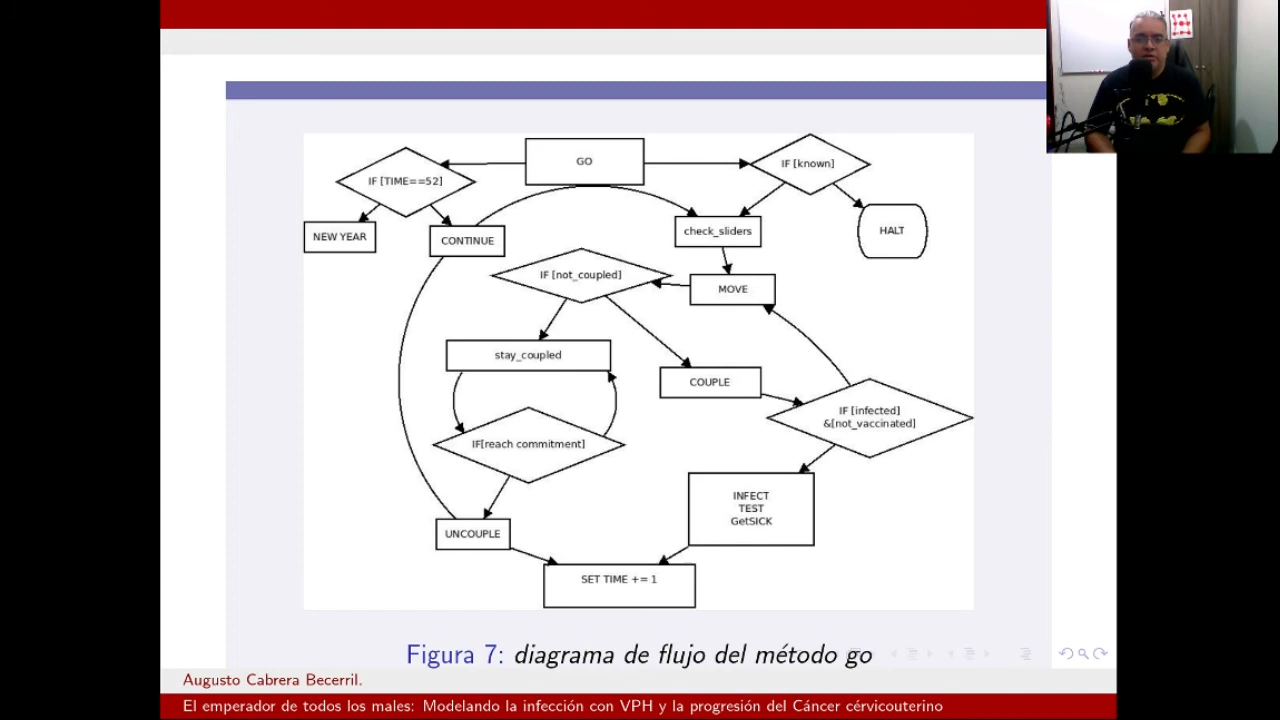 GO
IF [TIME==52]
IF [known]
NEW YEAR
CONTINUE
check_sliders
HALT
IF [not_coupled]
MOVE
stay_coupled
COUPLE
IF [infected]
&[not_vaccinated]
IF[reach commitment]
INFECT
TEST
GetSICK
UNCOUPLE
SET TIME += 1
Figura 7: diagrama de flujo del método go
Augusto Cabrera Becerril.
El emperador de todos los males: Modelando la infección con VPH y la progresión del Cáncer cérvicouterino